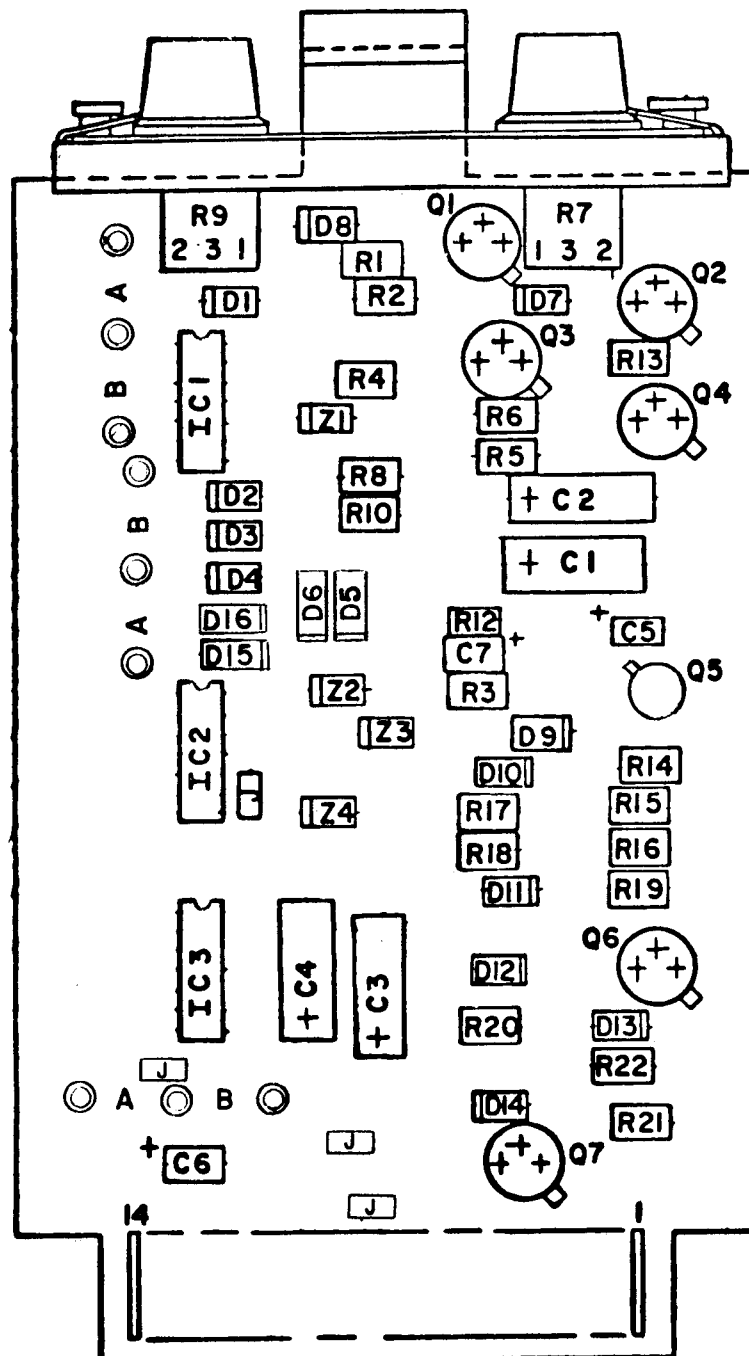 R9
2 3 1
D8
R1
Q1
R7
1 3 2
A
D1
R2
D7
Q2
Q3
R13
B
IC1
R4
Z1
R6
Q4
R5
R8
D2
R10
+ C2
B
D3
D4
+ C1
D6
D5
A
D16
R12
+
+
C5
D15
C7
Z2
R3
Q5
IC2
Z3
D9
D10
R14
Z4
R17
R15
R18
R16
D11
R19
IC3
+ C4
+ C3
D12
Q6
R20
D13
J
R22
A
B
D14
R21
+
C6
J
Q7
J
14
1